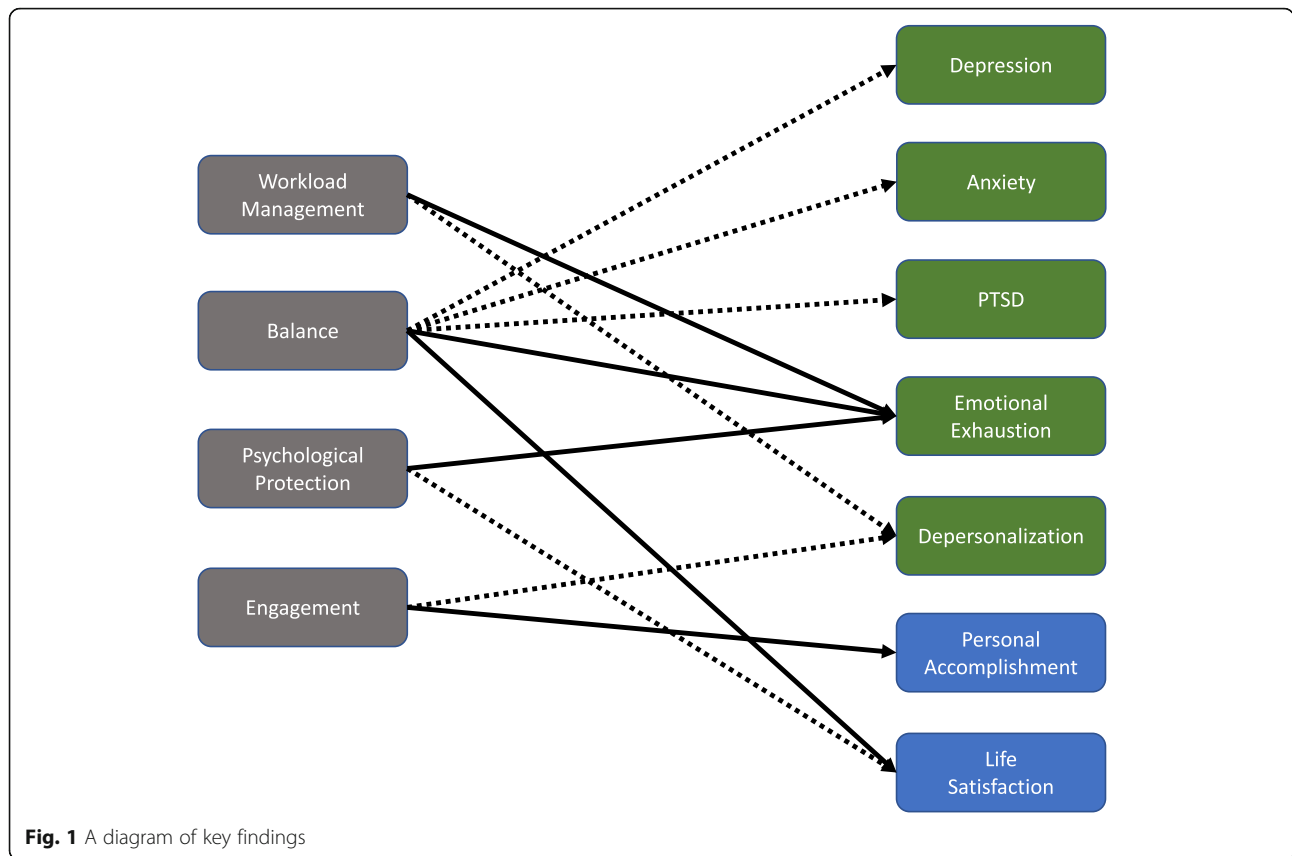 Depression
Workload
Management
Anxiety
Balance
PTSD
Psychological
Protection
Emotional
Exhaustion
Engagement
Depersonalization
Personal
Accomplishment
Life
Satisfaction
Fig. 1 A diagram of key findings